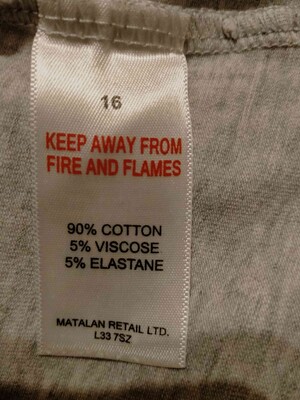 16
KEEP AWAY FROM
FIRE AND FLAMES
90% COTTON
5% VISCOSE
5% ELASTANE
MATALAN RETAIL LTD.
L33 7SZ